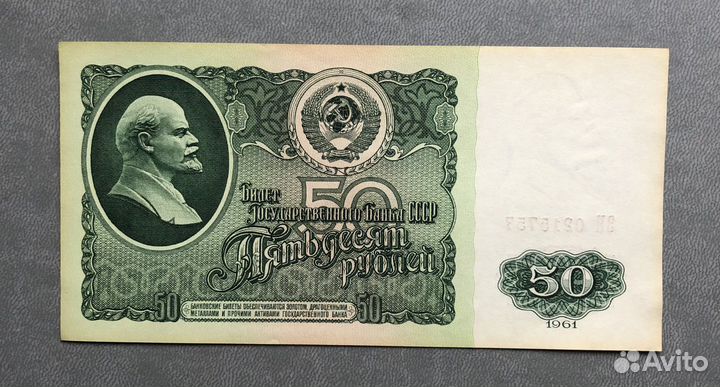 50
Билет
Государственного Банка СССР
Пятьдесят
рублей
50
БАНКОВСКИЕ БИЛЕТЫ ОБЕСПЕЧИВАЮТСЯ ЗОЛОТОМ, ДРАГОЦЕННЫМИ
МЕТАЛЛАМИ И ПРОЧИМИ АКТИВАМИ ГОСУДАРСТВЕННОГО БАНКА
50
50
1961
Avito